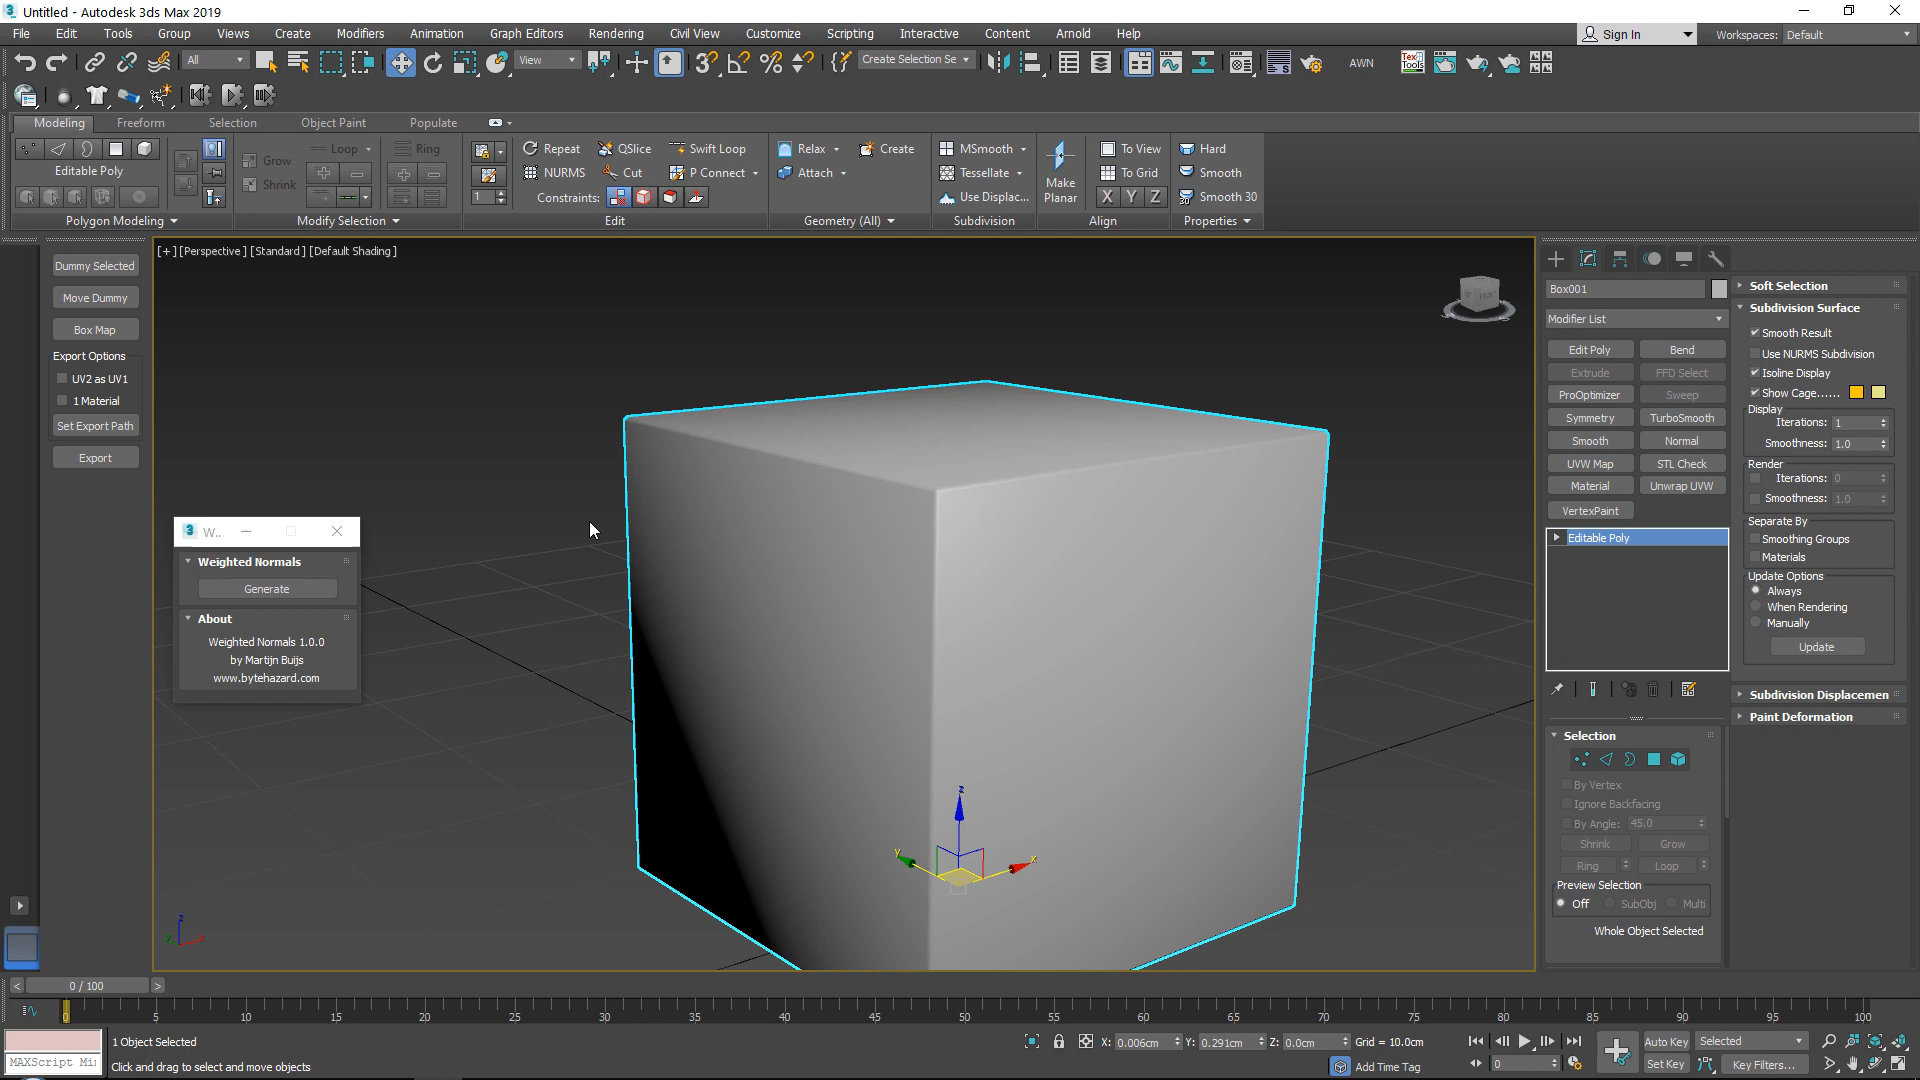 Untitled - Autodesk 3ds Max 2019
File Edit Tools Group Views Create Modifiers Animation Graph Editors Rendering Civil View Customize Scripting Interactive Content Arnold Help
Sign In
Workspaces: Default
All
View
Create Selection Se
AWN
Modeling Freeform Selection Object Paint Populate
Editable Poly
Polygon Modeling
Grow
Shrink
Loop
Ring
Modify Selection
1
Repeat QSlice Swift Loop
NURMS Cut P Connect
Constraints:
Edit
Relax Create
Attach
Geometry (All)
MSmooth
Tessellate
Use Displac...
Subdivision
Make
Planar
To View
To Grid
X Y Z
Align
Hard
Smooth
Smooth 30
Properties
Dummy Selected
Move Dummy
Box Map
Export Options
UV2 as UV1
1 Material
Set Export Path
Export
[+] [Perspective ] [Standard ] [Default Shading ]
W..
Weighted Normals
Generate
About
Weighted Normals 1.0.0
by Martijn Buijs
www.bytehazard.com
z
y
x
z
y
x
Box001
Modifier List
Edit Poly Bend
Extrude FFD Select
ProOptimizer Sweep
Symmetry TurboSmooth
Smooth Normal
UVW Map STL Check
Material Unwrap UVW
VertexPaint
Editable Poly
Selection
By Vertex
Ignore Backfacing
By Angle: 45.0
Shrink Grow
Ring Loop
Preview Selection
Off SubObj Multi
Whole Object Selected
Soft Selection
Subdivision Surface
Smooth Result
Use NURMS Subdivision
Isoline Display
Show Cage......
Display
Iterations: 1
Smoothness: 1.0
Render
Iterations: 0
Smoothness: 1.0
Separate By
Smoothing Groups
Materials
Update Options
Always
When Rendering
Manually
Update
Subdivision Displacemen
Paint Deformation
< 0 / 100 >
0 5 10 15 20 25 30 35 40 45 50 55 60 65 70 75 80 85 90 95 100
MAXScript Mi
1 Object Selected
Click and drag to select and move objects
X: 0.006cm Y: 0.291cm Z: 0.0cm Grid = 10.0cm
Add Time Tag
0
Auto Key Selected
Set Key Key Filters...